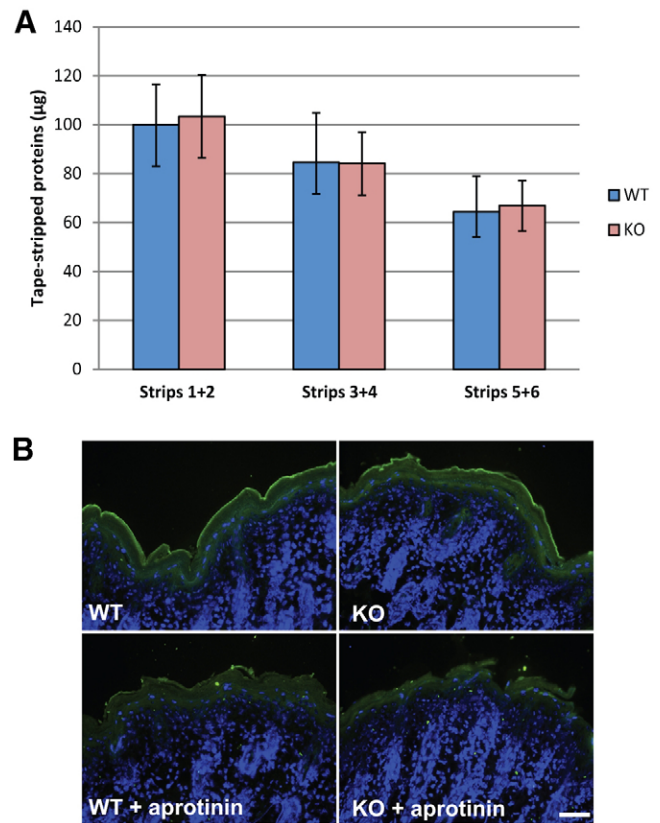 A
Tape-stripped proteins (µg)
140
120
100
80
60
40
20
0
Strips 1+2
Strips 3+4
Strips 5+6
WT
KO
B
WT
KO
WT + aprotinin
KO + aprotinin